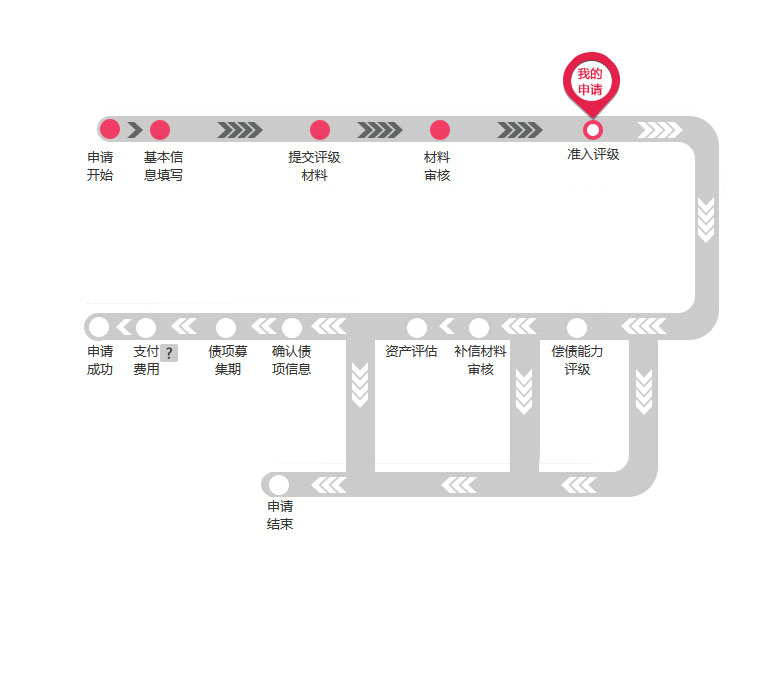 我的
申请
申请
开始
基本信
息填写
提交评级
材料
材料
审核
准入评级
申请
成功
支付 ?
费用
债项募
集期
确认债
项信息
资产评估
补信材料
审核
偿债能力
评级
申请
结束